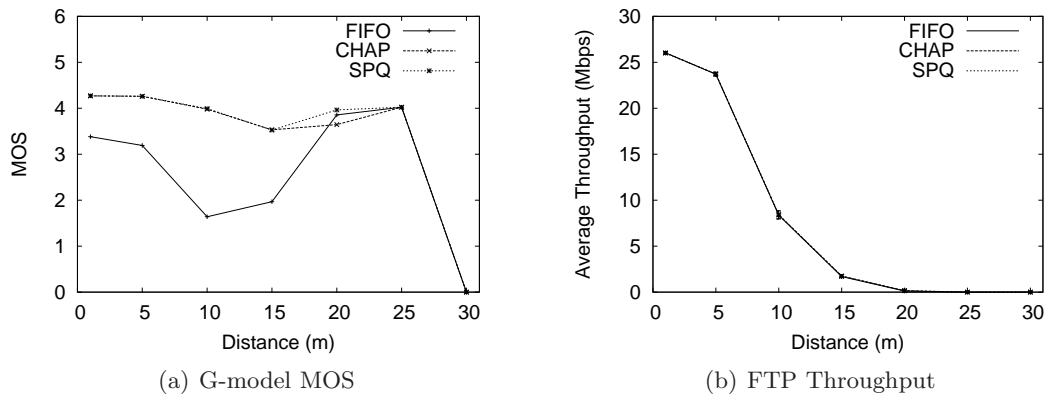 6
5
4
3
2
1
0
MOS
FIFO
CHAP
SPQ
0 5 10 15 20 25 30
Distance (m)
(a) G-model MOS
30
25
20
15
10
5
0
Average Throughput (Mbps)
FIFO
CHAP
SPQ
0 5 10 15 20 25 30
Distance (m)
(b) FTP Throughput